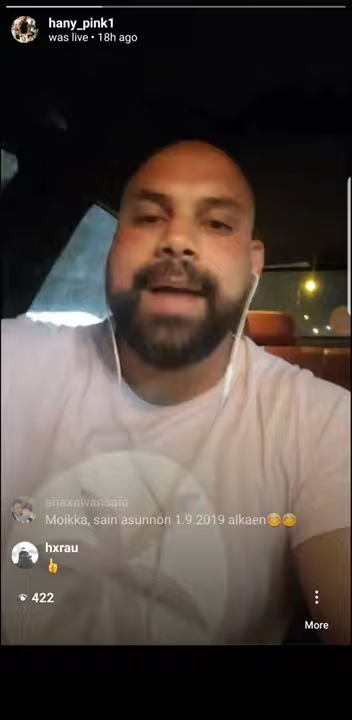 hany_pink1
was live • 18h ago
Moikka, sain asunnon 1.9.2019 alkaen😊😊
hxrau
👍
422
More